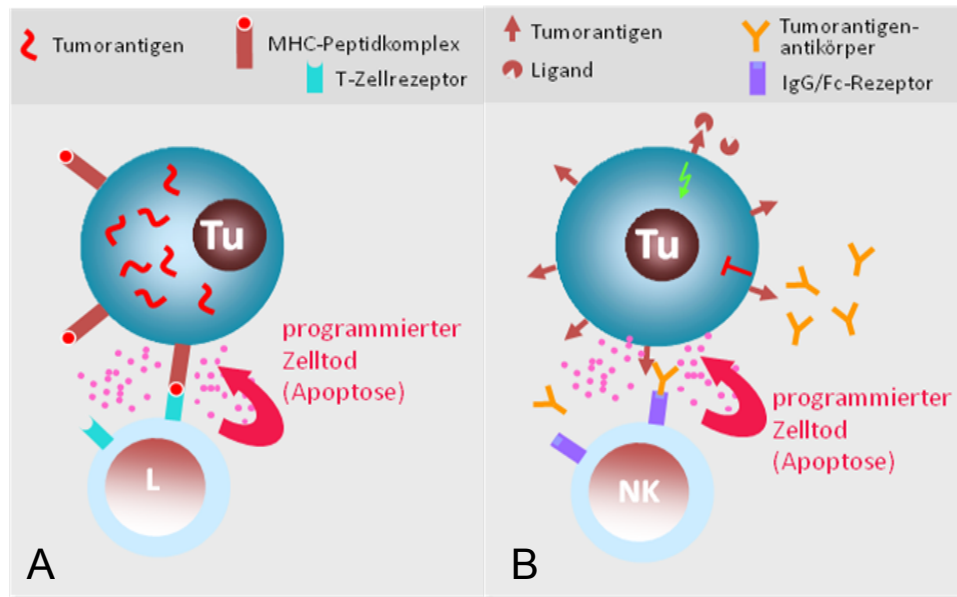 Tumorantigen
MHC-Peptidkomplex
T-Zellrezeptor
Tu
programmierter
Zelltod
(Apoptose)
L
A
Tumorantigen
Ligand
Tumorantigen-
antikörper
IgG/Fc-Rezeptor
Tu
programmierter
Zelltod
(Apoptose)
NK
B